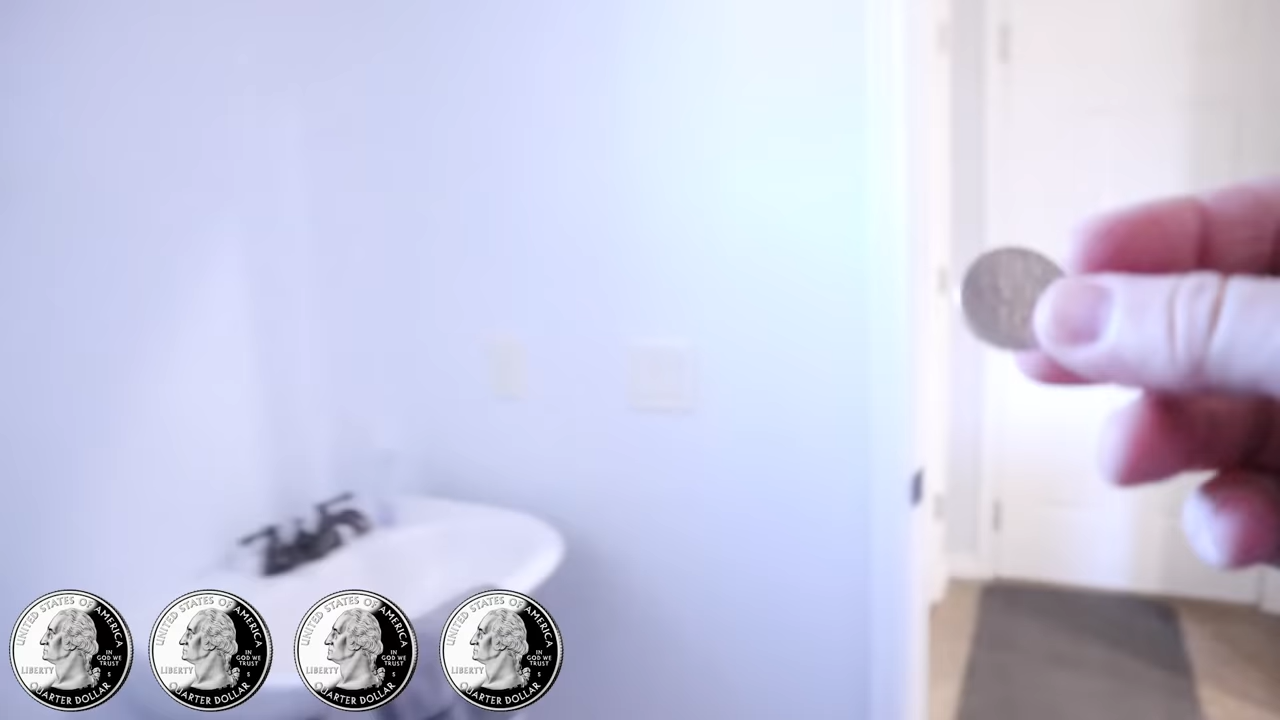 UNITED STATES OF AMERICA
LIBERTY
IN
GOD WE
TRUST
S
QUARTER DOLLAR
UNITED STATES OF AMERICA
LIBERTY
IN
GOD WE
TRUST
S
QUARTER DOLLAR
UNITED STATES OF AMERICA
LIBERTY
IN
GOD WE
TRUST
S
QUARTER DOLLAR
UNITED STATES OF AMERICA
LIBERTY
IN
GOD WE
TRUST
S
QUARTER DOLLAR